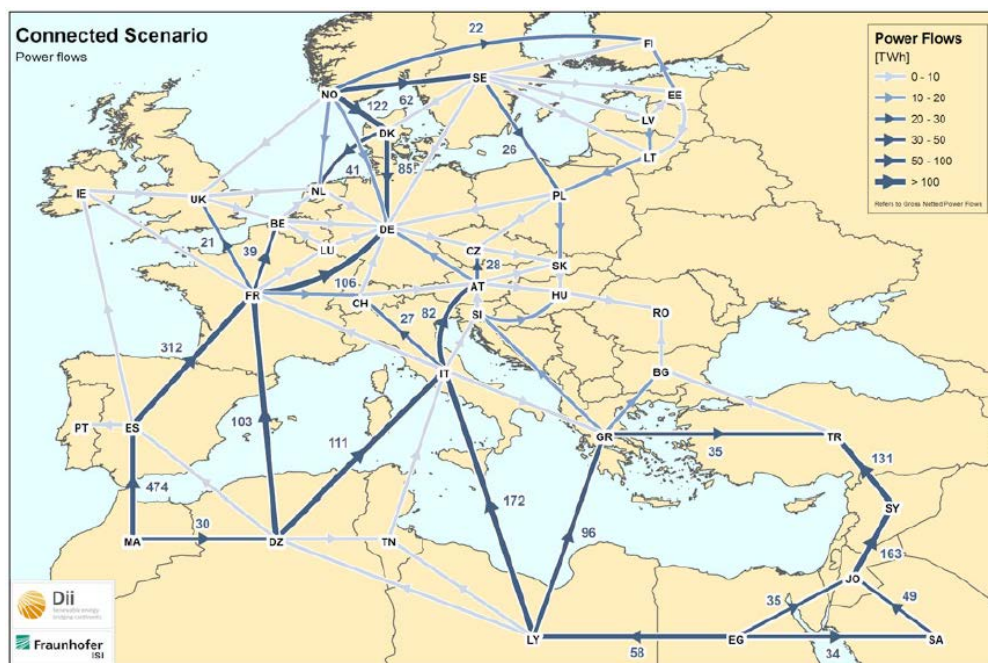 Connected Scenario
Power flows
Power Flows
[TWh]
0 - 10
10 - 20
20 - 30
30 - 50
50 - 100
> 100
Refers to Gross Netted Power Flows
22
FI
NO
SE
EE
122
62
LV
DK
LT
41
85
26
IE
UK
NL
PL
BE
DE
21
39
LU
CZ
SK
28
106
FR
CH
AT
HU
27
82
SI
RO
312
IT
BG
PT
ES
103
111
GR
35
TR
131
474
172
96
SY
30
MA
DZ
TN
163
JO
35
49
LY
EG
SA
58
34
Dii
Fraunhofer
ISI